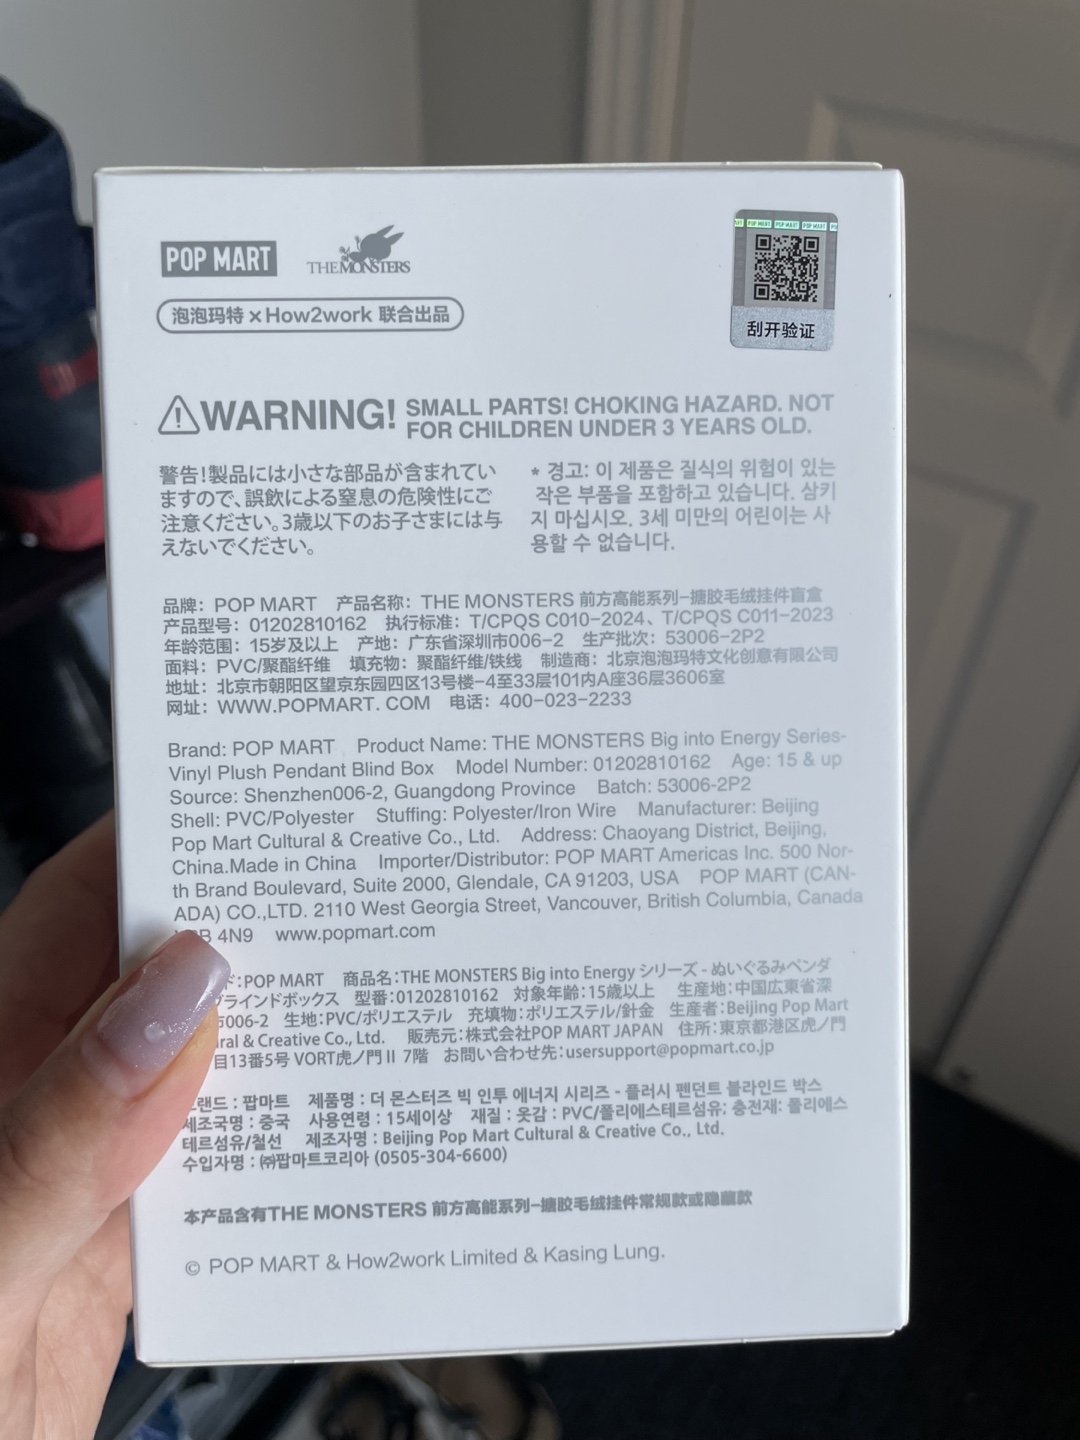 POP MART
THE MONSTERS
POP MART POP MART POP MART
刮开验证
泡泡玛特×How2work 联合出品
WARNING! SMALL PARTS! CHOKING HAZARD. NOT
FOR CHILDREN UNDER 3 YEARS OLD.
警告!製品には小さな部品が含まれてい
ますので、誤飲による窒息の危険性にご
注意ください。3歳以下のお子さまには与
えないでください。
* 경고: 이 제품은 질식의 위험이 있는
작은 부품을 포함하고 있습니다. 삼키
지 마십시오. 3세 미만의 어린이는 사
용할 수 없습니다.
品牌: POP MART 产品名称: THE MONSTERS 前方高能系列-搪胶毛绒挂件盲盒
产品型号: 01202810162 执行标准: T/CPQS C010-2024、T/CPQS C011-2023
年龄范围: 15岁及以上 产地: 广东省深圳市006-2 生产批次: 53006-2P2
面料: PVC/聚酯纤维 填充物: 聚酯纤维/铁线 制造商: 北京泡泡玛特文化创意有限公司
地址: 北京市朝阳区望京东园四区13号楼-4至33层101内A座36层3606室
网址: WWW.POPMART. COM 电话: 400-023-2233
Brand: POP MART Product Name: THE MONSTERS Big into Energy Series-
Vinyl Plush Pendant Blind Box Model Number: 01202810162 Age: 15 & up
Source: Shenzhen006-2, Guangdong Province Batch: 53006-2P2
Shell: PVC/Polyester Stuffing: Polyester/Iron Wire Manufacturer: Beijing
Pop Mart Cultural & Creative Co., Ltd. Address: Chaoyang District, Beijing,
China.Made in China Importer/Distributor: POP MART Americas Inc. 500 Nor-
th Brand Boulevard, Suite 2000, Glendale, CA 91203, USA POP MART (CAN-
ADA) CO.,LTD. 2110 West Georgia Street, Vancouver, British Columbia, Canada
4N9 www.popmart.com
ド:POP MART 商品名:THE MONSTERS Big into Energy シリーズ - ぬいぐるみペンダ
ブラインドボックス 型番:01202810162 対象年齢:15歳以上 生産地:中国広東省深
006-2 生地:PVC/ポリエステル 充填物:ポリエステル/針金 生産者:Beijing Pop Mart
ral & Creative Co., Ltd. 販売元:株式会社POP MART JAPAN 住所:東京都港区虎ノ門
目13番5号 VORT虎ノ門 II 7階 お問い合わせ先:usersupport@popmart.co.jp
랜드 : 팝마트 제품명 : 더 몬스터즈 빅 인투 에너지 시리즈 - 플러시 펜던트 블라인드 박스
제조국명 : 중국 사용연령 : 15세이상 재질 : 옷감 : PVC/폴리에스테르섬유; 충전재: 폴리에스
테르섬유/철선 제조자명 : Beijing Pop Mart Cultural & Creative Co., Ltd.
수입자명 : ㈜팝마트코리아 (0505-304-6600)
本产品含有THE MONSTERS 前方高能系列-搪胶毛绒挂件常规款或隐藏款
© POP MART & How2work Limited & Kasing Lung.